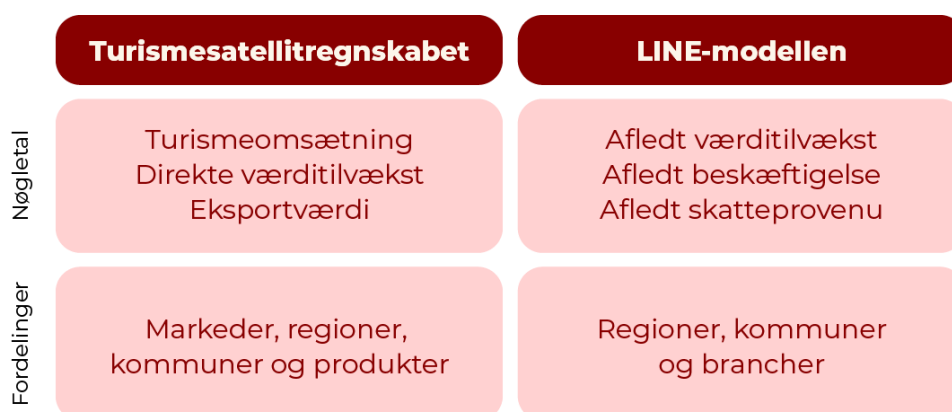 Turismesatellitregnskabet
LINE-modellen
Nøgletal
Turismeomsætning
Direkte værditilvækst
Eksportværdi
Afledt værditilvækst
Afledt beskæftigelse
Afledt skatteprovenu
Fordelinger
Markeder, regioner,
kommuner og produkter
Regioner, kommuner
og brancher